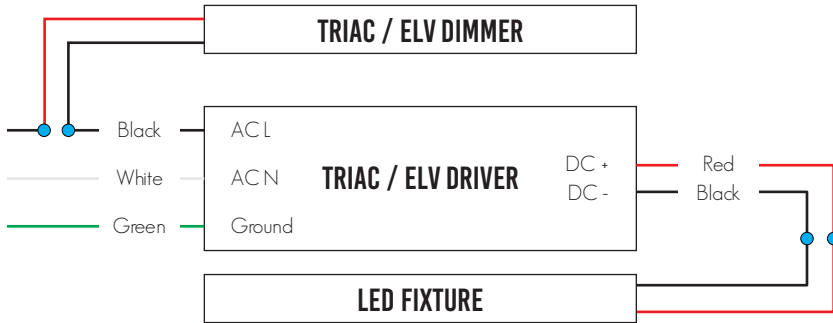 TRIAC / ELV DIMMER
Black
AC L
White
AC N
Green
Ground
TRIAC / ELV DRIVER
DC +
Red
DC -
Black
LED FIXTURE